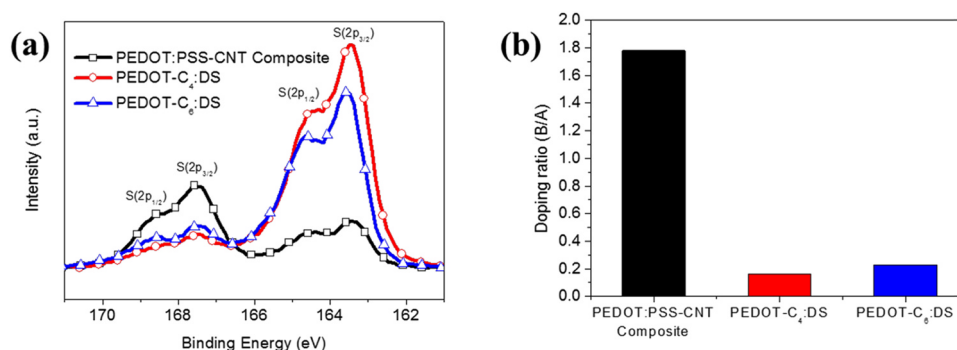 (a)
PEDOT:PSS-CNT Composite
PEDOT-C₄:DS
PEDOT-C₆:DS
S(2p₃/₂)
S(2p₁/₂)
S(2p₃/₂)
S(2p₁/₂)
Intensity (a.u.)
170 168 166 164 162
Binding Energy (eV)
(b)
Doping ratio (B/A)
2.0
1.8
1.6
1.4
1.2
1.0
0.8
0.6
0.4
0.2
0.0
PEDOT:PSS-CNT PEDOT-C₄:DS PEDOT-C₆:DS
Composite